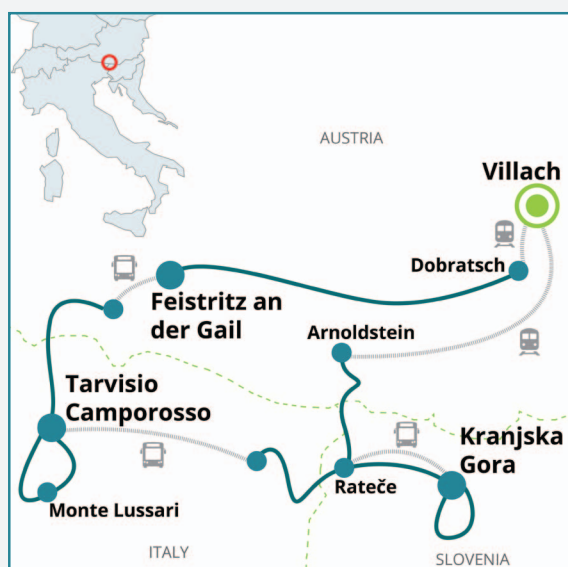 AUSTRIA
Villach
Dobratsch
Feistritz an
der Gail
Arnoldstein
Tarvisio
Camporosso
Kranjska
Gora
Rateče
Monte Lussari
ITALY
SLOVENIA